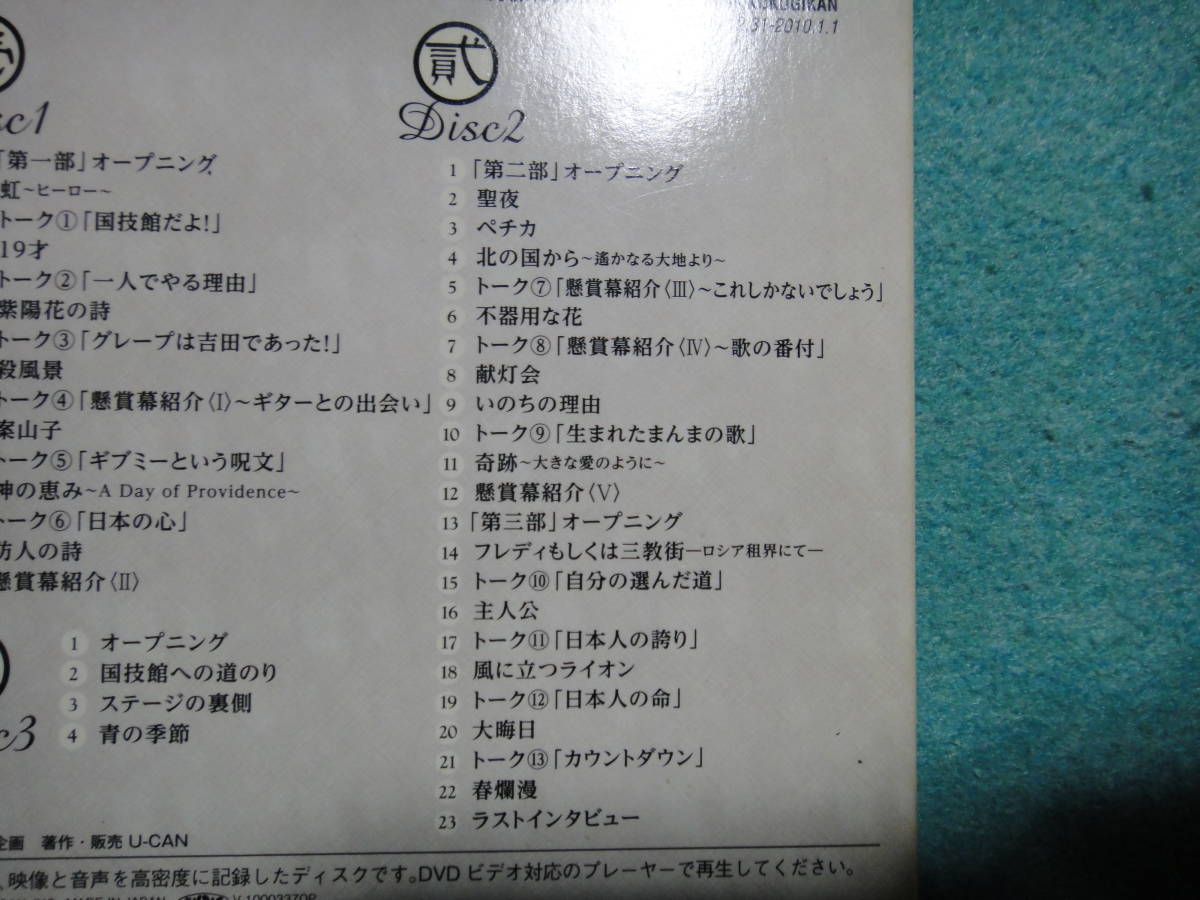 KOKUGIKAN
31-2010.1.1
Disc1
「第一部」オープニング
虹～ヒーロー～
トーク①「国技館だよ!」
19才
トーク②「一人でやる理由」
紫陽花の詩
トーク③「グレープは吉田であった!」
殺風景
トーク④「懸賞幕紹介〈I〉～ギターとの出会い」
案山子
トーク⑤「ギブミーという呪文」
神の恵み～A Day of Providence～
トーク⑥「日本の心」
防人の詩
懸賞幕紹介〈II〉
貳
Disc2
1 「第二部」オープニング
2 聖夜
3 ペチカ
4 北の国から～遙かなる大地より～
5 トーク⑦「懸賞幕紹介〈III〉～これしかないでしょう」
6 不器用な花
7 トーク⑧「懸賞幕紹介〈IV〉～歌の番付」
8 献灯会
9 いのちの理由
10 トーク⑨「生まれたまんまの歌」
11 奇跡～大きな愛のように～
12 懸賞幕紹介〈V〉
13 「第三部」オープニング
14 フレディもしくは三教街―ロシア租界にて―
15 トーク⑩「自分の選んだ道」
16 主人公
17 トーク⑪「日本人の誇り」
18 風に立つライオン
19 トーク⑫「日本人の命」
20 大晦日
21 トーク⑬「カウントダウン」
22 春爛漫
23 ラストインタビュー
c3
1 オープニング
2 国技館への道のり
3 ステージの裏側
4 青の季節
企画 著作・販売 U-CAN
、映像と音声を高密度に記録したディスクです。DVDビデオ対応のプレーヤーで再生してください。